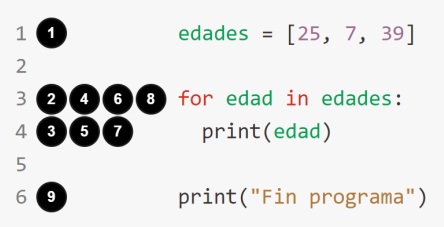 1 1 edades = [25, 7, 39]
2
3 2 4 6 8 for edad in edades:
4 3 5 7 print(edad)
5
6 9 print("Fin programa")